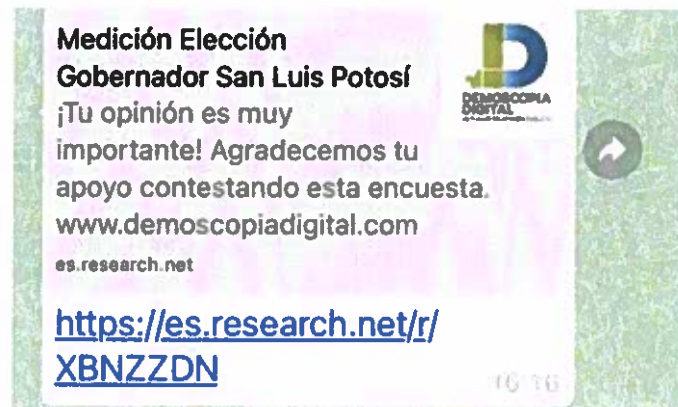 Medición Elección
Gobernador San Luis Potosí
¡Tu opinión es muy
importante! Agradecemos tu
apoyo contestando esta encuesta.
www.demoscopiadigital.com
es.research.net
DEMOSCOPIA
DIGITAL
https://es.research.net/r/
XBNZZDN
16:16